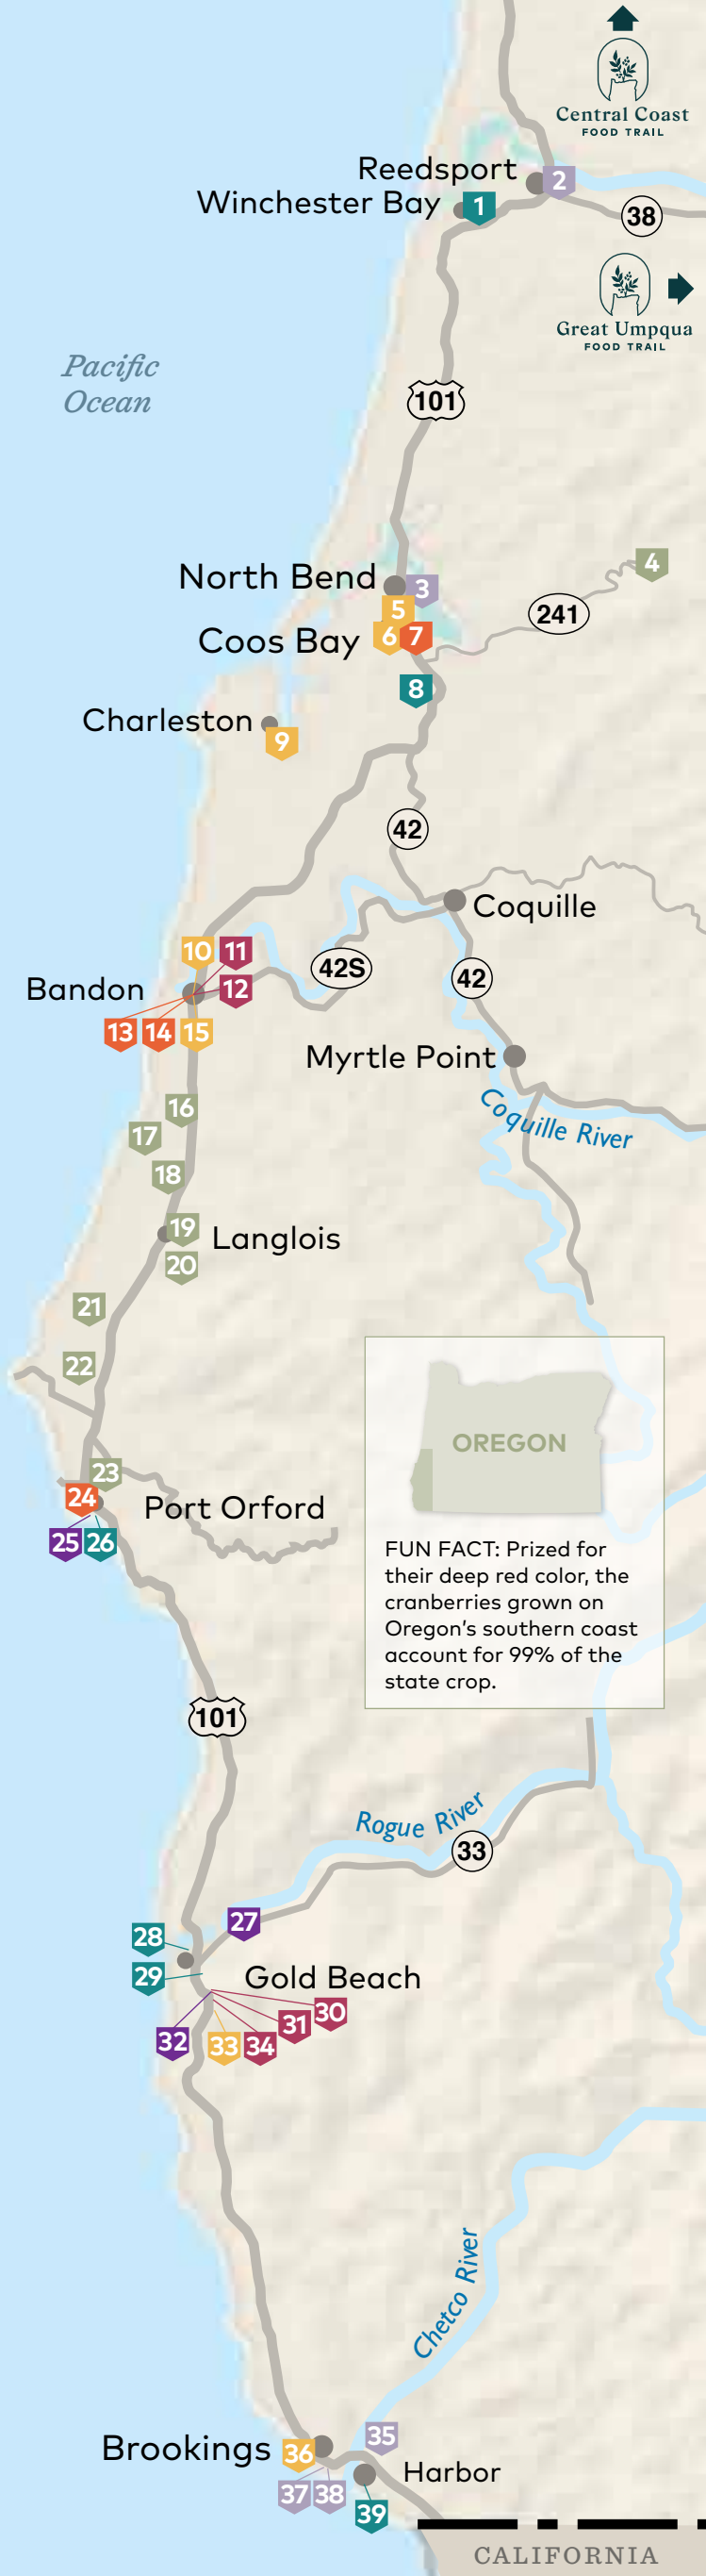 Central Coast
FOOD TRAIL
Reedsport
2
Winchester Bay
1
38
Great Umpqua
FOOD TRAIL
Pacific
Ocean
101
4
North Bend
3
5
241
Coos Bay
6
7
8
Charleston
9
42
Coquille
10
11
42S
42
Bandon
12
13
14
15
Myrtle Point
16
Coquille River
17
18
19
Langlois
20
21
22
OREGON
23
24
Port Orford
25
26
FUN FACT: Prized for
their deep red color, the
cranberries grown on
Oregon's southern coast
account for 99% of the
state crop.
101
Rogue River
33
27
28
29
Gold Beach
30
31
32
33
34
Chetco River
35
Brookings
36
Harbor
37
38
39
CALIFORNIA